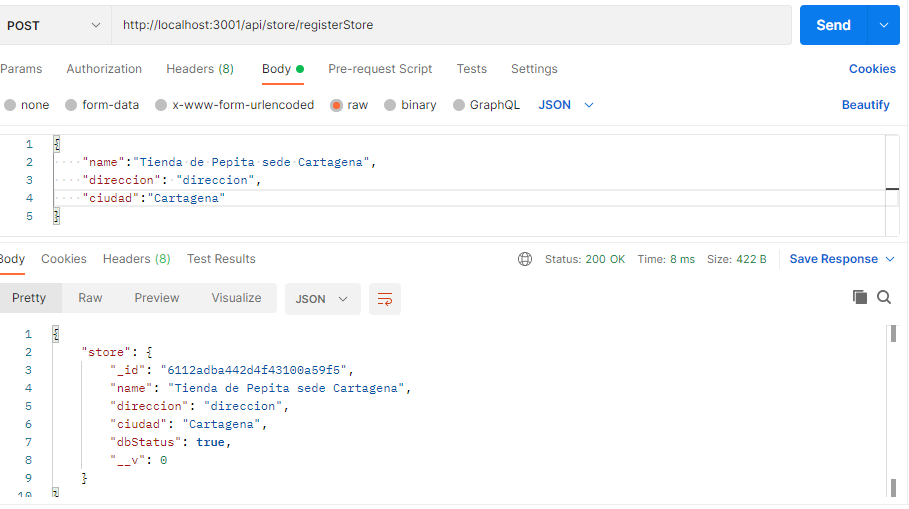 POST http://localhost:3001/api/store/registerStore Send
Params Authorization Headers (8) Body Pre-request Script Tests Settings Cookies
none form-data x-www-form-urlencoded raw binary GraphQL JSON Beautify
1 {
2 "name":"Tienda de Pepita sede Cartagena",
3 "direccion": "direccion",
4 "ciudad":"Cartagena"
5 }
Body Cookies Headers (8) Test Results Status: 200 OK Time: 8 ms Size: 422 B Save Response
Pretty Raw Preview Visualize JSON
1 {
2 "store": {
3 "_id": "6112adba442d4f43100a59f5",
4 "name": "Tienda de Pepita sede Cartagena",
5 "direccion": "direccion",
6 "ciudad": "Cartagena",
7 "dbStatus": true,
8 "__v": 0
9 }
10 }